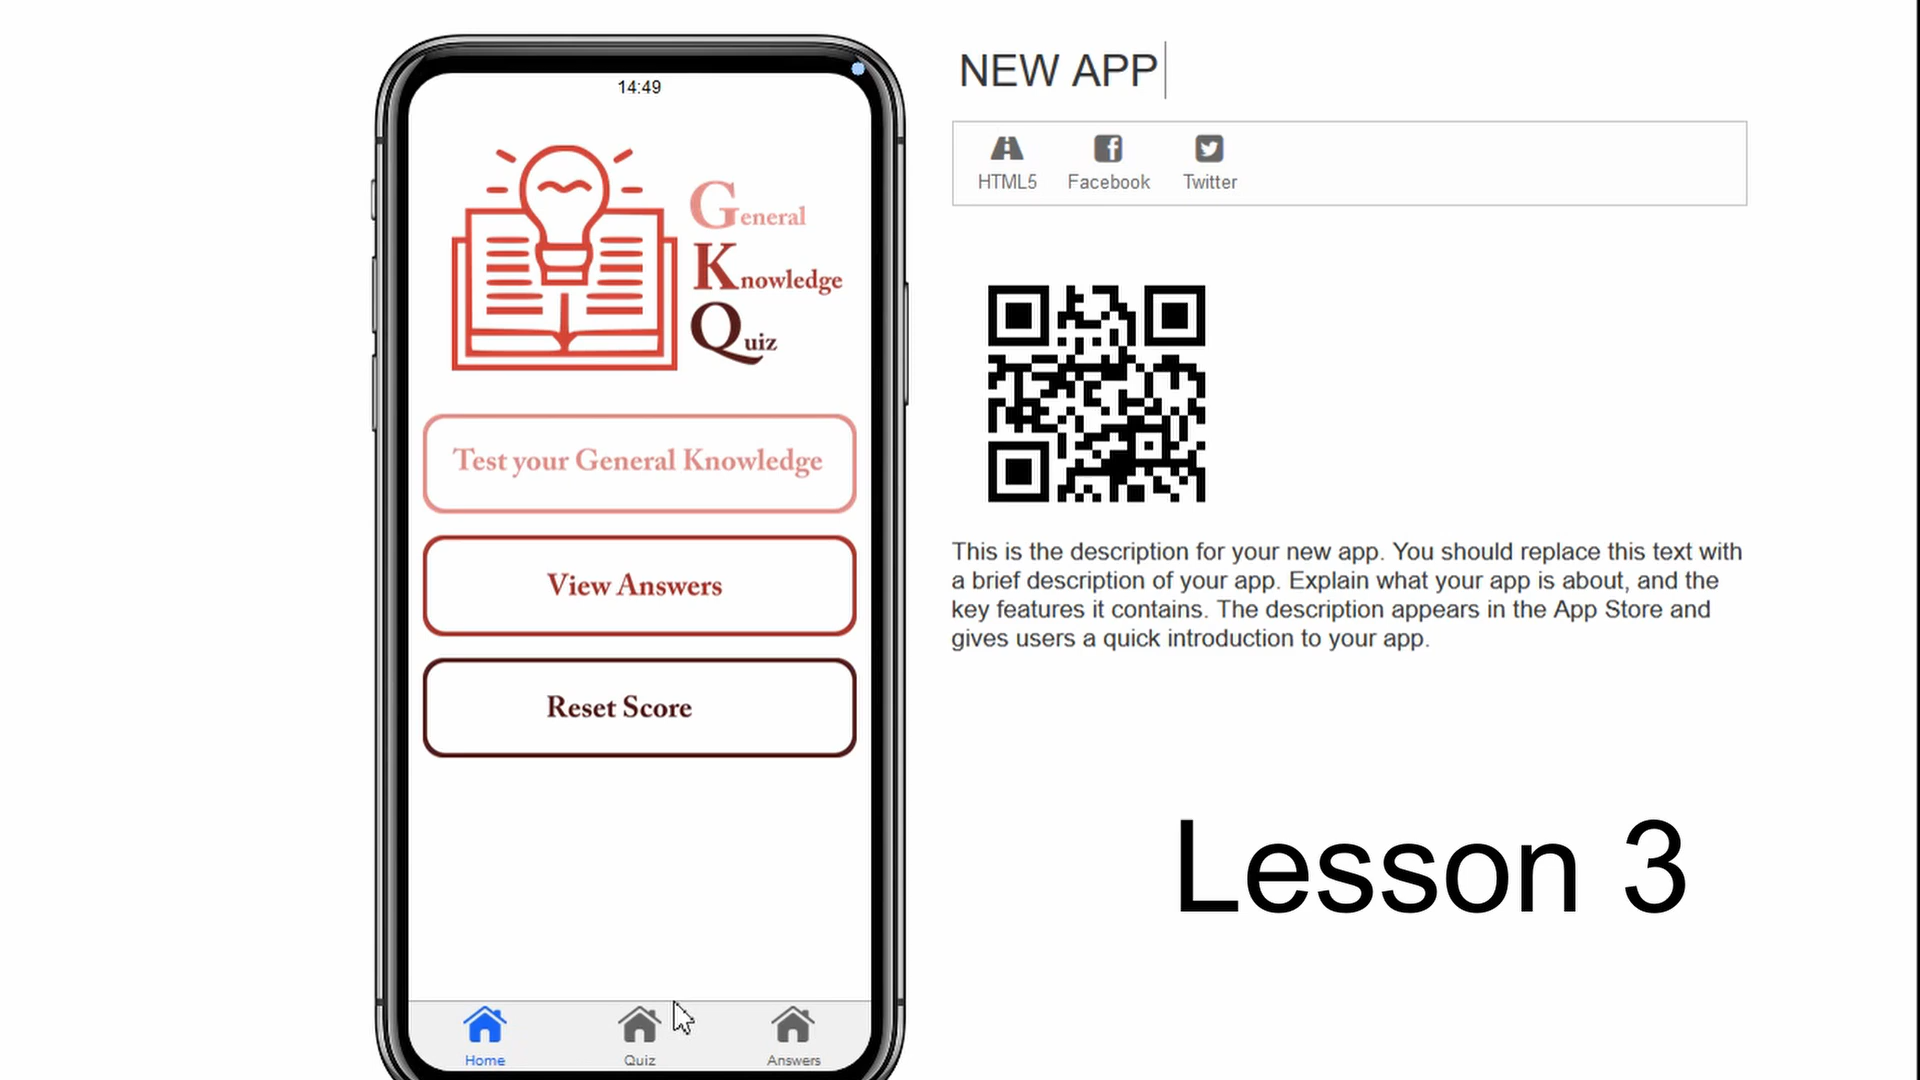 14:49
General
Knowledge
Quiz
Test your General Knowledge
View Answers
Reset Score
Home
Quiz
Answers
NEW APP
HTML5
Facebook
Twitter
This is the description for your new app. You should replace this text with
a brief description of your app. Explain what your app is about, and the
key features it contains. The description appears in the App Store and
gives users a quick introduction to your app.
Lesson 3